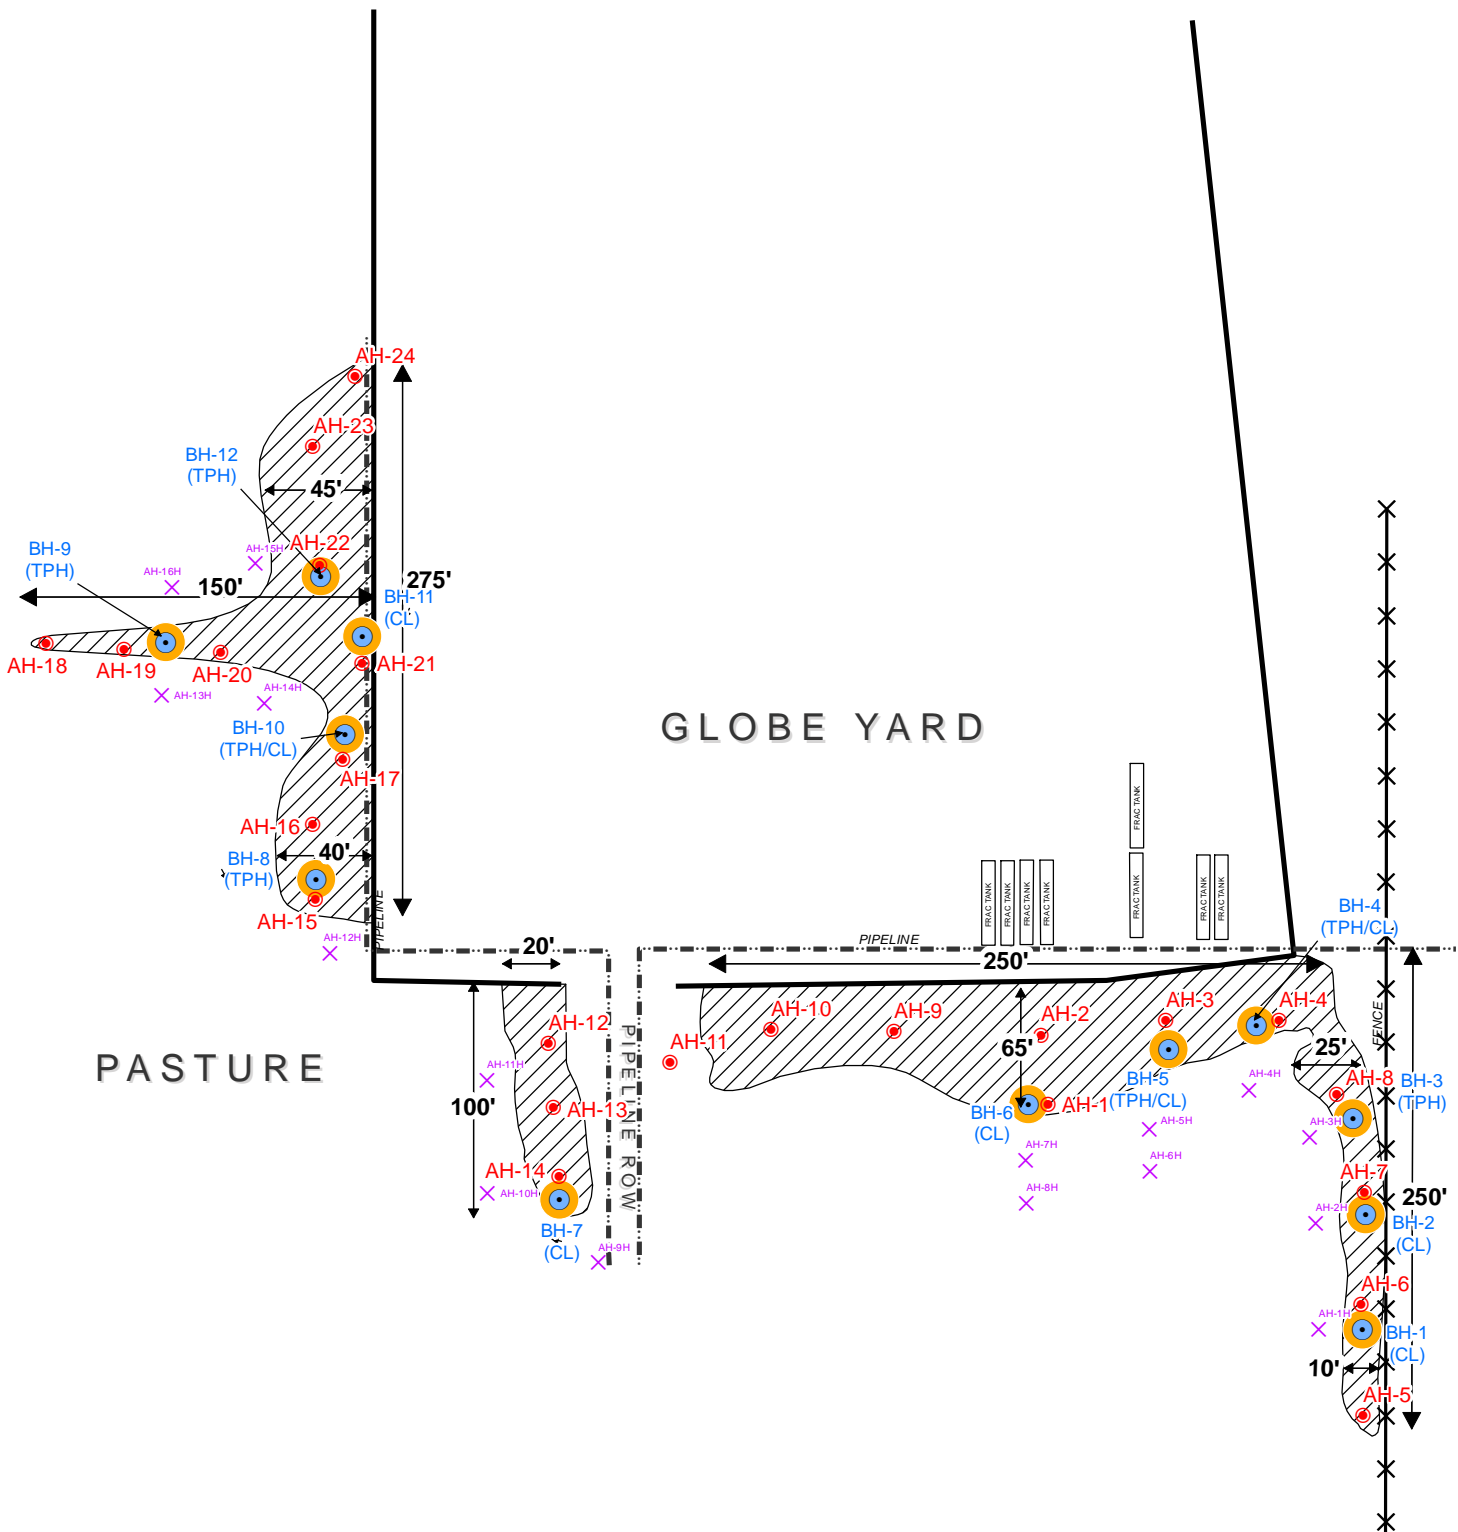 AH-24
AH-23
BH-12
(TPH)
45'
AH-22
AH-15H
BH-9
(TPH)
AH-16H
150'
275'
BH-11
(CL)
AH-18
AH-19
AH-20
AH-21
AH-13H
AH-14H
BH-10
(TPH/CL)
GLOBE YARD
AH-17
AH-16
40'
BH-8
(TPH)
AH-15
AH-12H
PIPELINE
FRAC TANK
FRAC TANK
FRAC TANK
FRAC TANK
FRAC TANK
FRAC TANK
FRAC TANK
FRAC TANK
BH-4
(TPH/CL)
20'
PIPELINE
250'
AH-12
AH-11
AH-10
AH-9
AH-2
AH-3
AH-4
FENCE
65'
25'
PASTURE
AH-11H
100'
AH-13
PIPELINE ROW
BH-6
(CL)
AH-1
BH-5
(TPH/CL)
AH-4H
AH-8
BH-3
(TPH)
AH-5H
AH-3H
AH-7H
AH-6H
AH-14
AH-10H
AH-8H
AH-7
AH-2H
250'
BH-2
(CL)
BH-7
(CL)
AH-9H
AH-6
AH-1H
BH-1
(CL)
10'
AH-5